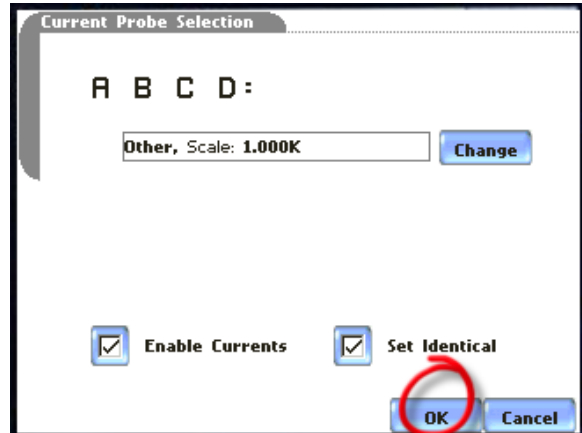 Current Probe Selection
A B C D:
Other, Scale: 1.000K
Change
Enable Currents
Set Identical
OK
Cancel